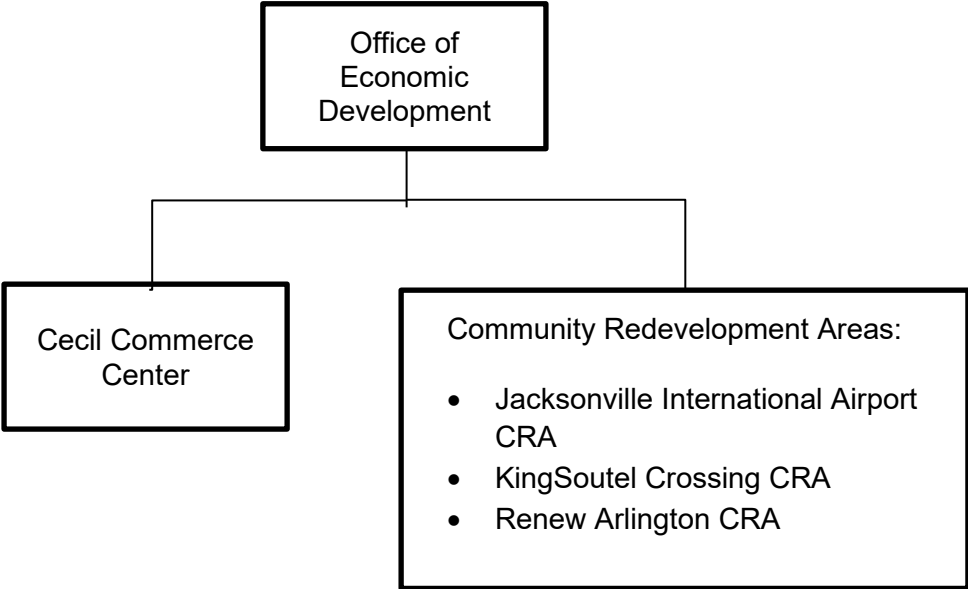 Office of
Economic
Development
Cecil Commerce
Center
Community Redevelopment Areas:
• Jacksonville International Airport
CRA
• KingSoutel Crossing CRA
• Renew Arlington CRA